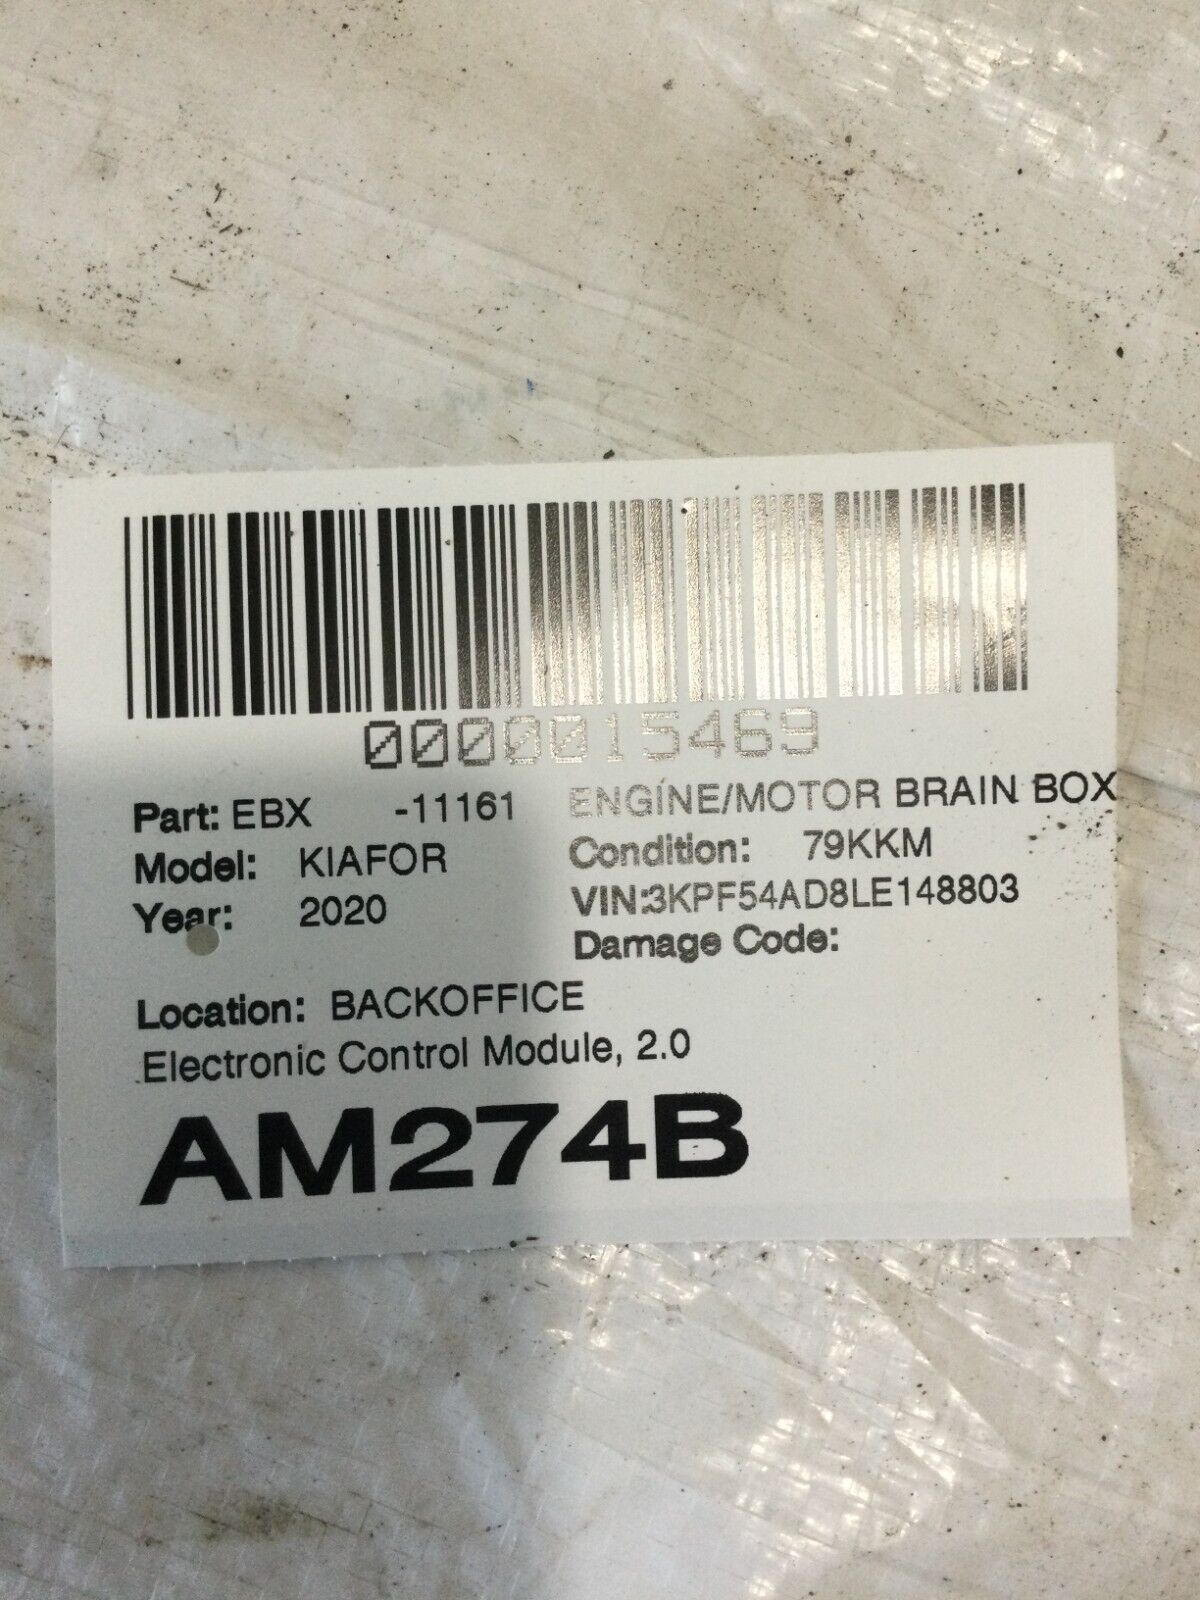 0000015469
Part: EBX -11161 ENGINE/MOTOR BRAIN BOX
Model: KIAFOR Condition: 79KKM
Year: 2020 VIN:3KPF54AD8LE148803
Damage Code:
Location: BACKOFFICE
Electronic Control Module, 2.0
AM274B